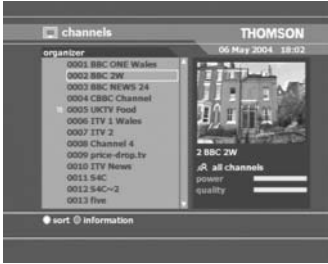 channels
THOMSON
organizer
06 May 2004 18:02
0001 BBC ONE Wales
0002 BBC 2W
0003 BBC NEWS 24
0004 CBBC Channel
0005 UKTV Food
0006 ITV 1 Wales
0007 ITV 2
0008 Channel 4
0009 price-drop.tv
0010 ITV News
0011 S4C
0012 S4C~2
0013 five
2 BBC 2W
all channels
power
quality
sort information